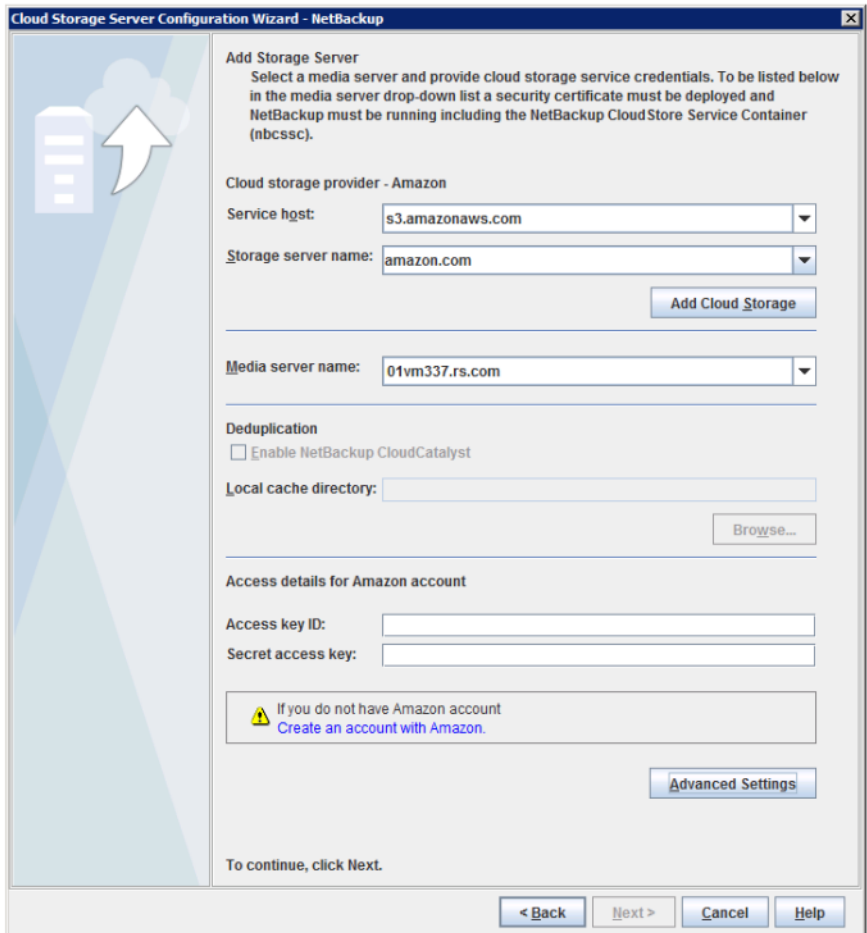 Cloud Storage Server Configuration Wizard - NetBackup
Add Storage Server
Select a media server and provide cloud storage service credentials. To be listed below
in the media server drop-down list a security certificate must be deployed and
NetBackup must be running including the NetBackup CloudStore Service Container
(nbcssc).
Cloud storage provider - Amazon
Service host: s3.amazonaws.com
Storage server name: amazon.com
Add Cloud Storage
Media server name: 01vm337.rs.com
Deduplication
Enable NetBackup CloudCatalyst
Local cache directory:
Browse...
Access details for Amazon account
Access key ID:
Secret access key:
If you do not have Amazon account
Create an account with Amazon.
Advanced Settings
To continue, click Next.
< Back Next > Cancel Help